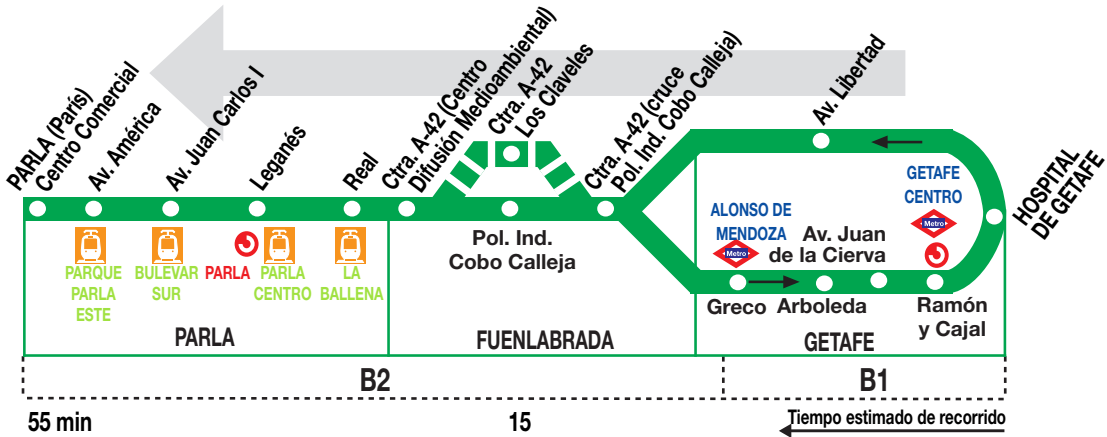 PARLA (París)
Centro Comercial
Av. América
Av. Juan Carlos I
Leganés
Real
Ctra. A-42 (Centro
Difusión Medioambiental)
Ctra. A-42
Los Claveles
Ctra. A-42 (cruce
Pol. Ind. Cobo Calleja)
Av. Libertad
HOSPITAL
DE GETAFE
PARQUE
PARLA
ESTE
BULEVAR
SUR
PARLA
PARLA
CENTRO
LA
BALLENA
Pol. Ind.
Cobo Calleja
ALONSO DE
MENDOZA
Metro
GETAFE
CENTRO
Metro
Av. Juan
de la Cierva
Greco
Arboleda
Ramón
y Cajal
PARLA
FUENLABRADA
GETAFE
B2
B1
55 min
15
Tiempo estimado de recorrido